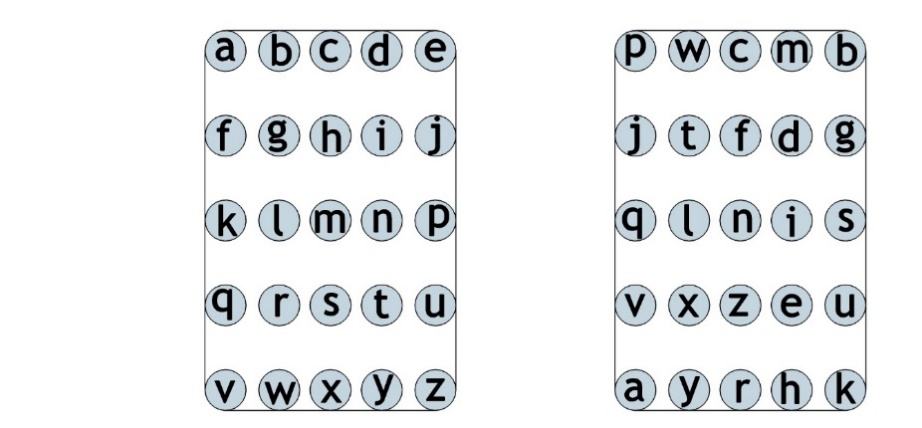 a b c d e
f g h i j
k l m n p
q r s t u
v w x y z
p w c m b
j t f d g
q l n i s
v x z e u
a y r h k